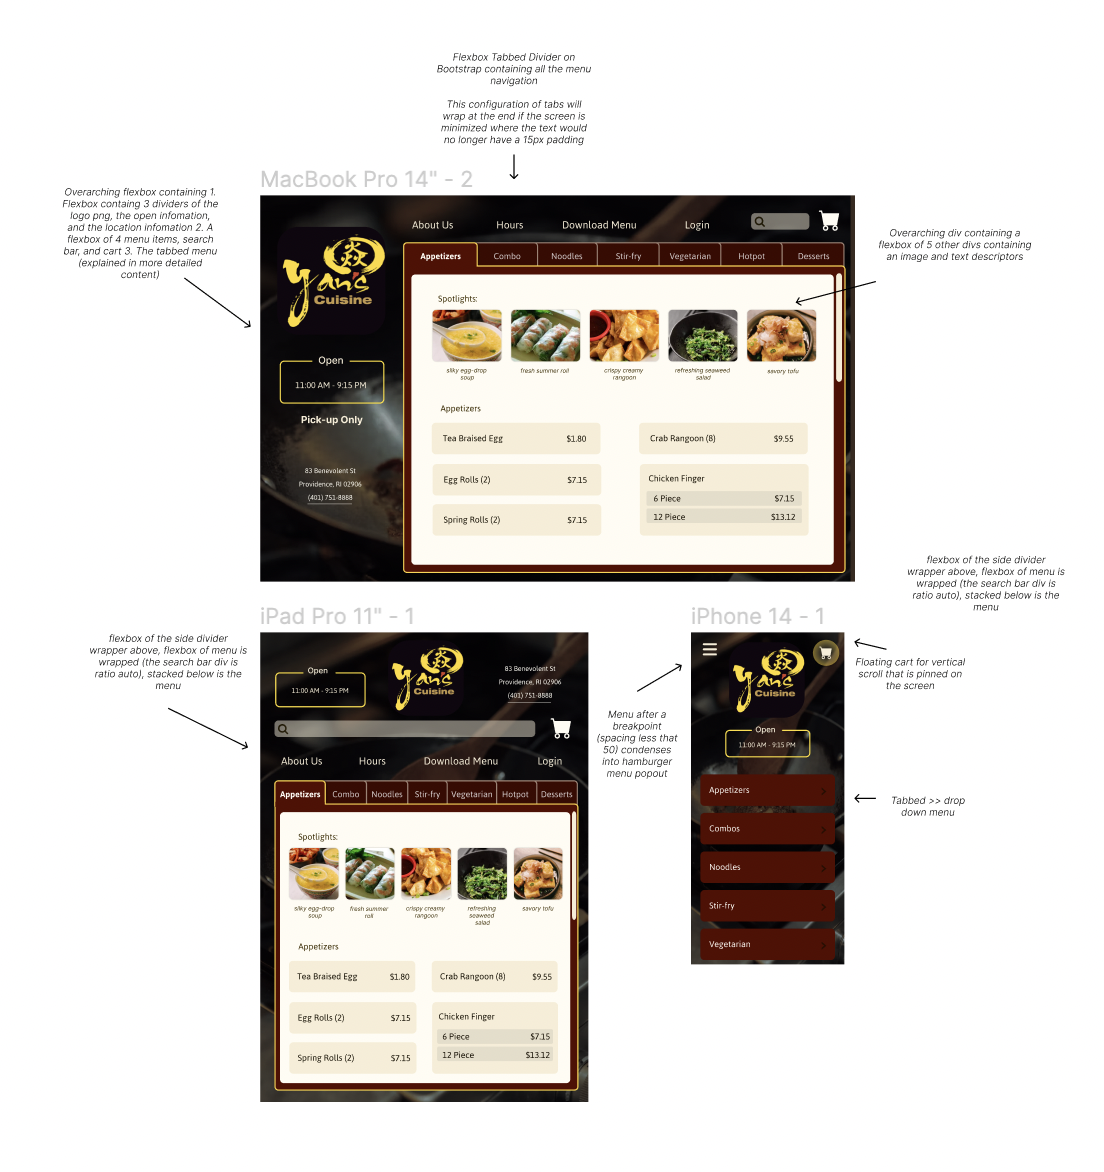 Flexbox Tabbed Divider on
Bootstrap containing all the menu
navigation
This configuration of tabs will
wrap at the end if the screen is
minimized where the text would
no longer have a 15px padding
MacBook Pro 14" - 2
Overarching flexbox containing 1.
Flexbox containg 3 dividers of the
logo png, the open infomation,
and the location infomation 2. A
flexbox of 4 menu items, search
bar, and cart 3. The tabbed menu
(explained in more detailed
content)
About Us Hours Download Menu Login
Appetizers Combo Noodles Stir-fry Vegetarian Hotpot Desserts
炎
Yan's
Cuisine
Open
11:00 AM - 9:15 PM
Pick-up Only
83 Benevolent St
Providence, RI 02906
(401) 751-8888
Spotlights:
silky egg-drop
soup
fresh summer roll
crispy creamy
rangoon
refreshing seaweed
salad
savory tofu
Appetizers
Tea Braised Egg $1.80
Crab Rangoon (8) $9.55
Egg Rolls (2) $7.15
Chicken Finger
6 Piece $7.15
12 Piece $13.12
Spring Rolls (2) $7.15
Overarching div containing a
flexbox of 5 other divs containing
an image and text descriptors
flexbox of the side divider
wrapper above, flexbox of menu is
wrapped (the search bar div is
ratio auto), stacked below is the
menu
iPad Pro 11" - 1
flexbox of the side divider
wrapper above, flexbox of menu is
wrapped (the search bar div is
ratio auto), stacked below is the
menu
Open
11:00 AM - 9:15 PM
炎
Yan's
Cuisine
83 Benevolent St
Providence, RI 02906
(401) 751-8888
About Us Hours Download Menu Login
Appetizers Combo Noodles Stir-fry Vegetarian Hotpot Desserts
Spotlights:
silky egg-drop
soup
fresh summer
roll
crispy creamy
rangoon
refreshing
seaweed
salad
savory tofu
Appetizers
Tea Braised Egg $1.80
Crab Rangoon (8) $9.55
Egg Rolls (2) $7.15
Chicken Finger
6 Piece $7.15
12 Piece $13.12
Spring Rolls (2) $7.15
iPhone 14 - 1
炎
Yan's
Cuisine
Open
11:00 AM - 9:15 PM
Appetizers
Combos
Noodles
Stir-fry
Vegetarian
Menu after a
breakpoint
(spacing less that
50) condenses
into hamburger
menu popout
Floating cart for vertical
scroll that is pinned on
the screen
Tabbed >> drop
down menu